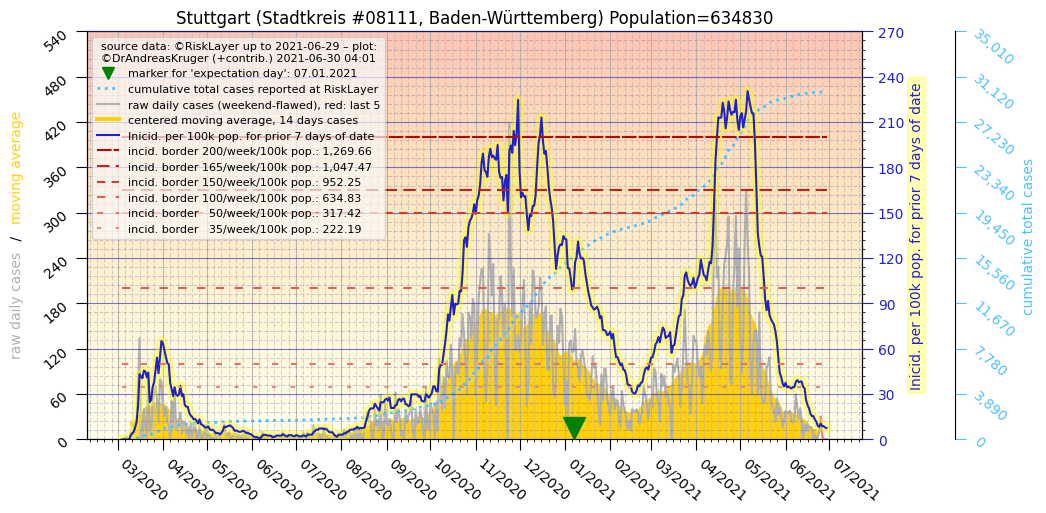 Stuttgart (Stadtkreis #08111, Baden-Württemberg) Population=634830
source data: ©RiskLayer up to 2021-06-29 – plot:
©DrAndreasKruger (+contrib.) 2021-06-30 04:01
marker for 'expectation day': 07.01.2021
cumulative total cases reported at RiskLayer
raw daily cases (weekend-flawed), red: last 5
centered moving average, 14 days cases
Inicid. per 100k pop. for prior 7 days of date
incid. border 200/week/100k pop.: 1,269.66
incid. border 165/week/100k pop.: 1,047.47
incid. border 150/week/100k pop.: 952.25
incid. border 100/week/100k pop.: 634.83
incid. border 50/week/100k pop.: 317.42
incid. border 35/week/100k pop.: 222.19
raw daily cases / moving average
540
480
420
360
300
240
180
120
60
0
03/2020
04/2020
05/2020
06/2020
07/2020
08/2020
09/2020
10/2020
11/2020
12/2020
01/2021
02/2021
03/2021
04/2021
05/2021
06/2021
07/2021
270
240
210
180
150
120
90
60
30
0
Inicid. per 100k pop. for prior 7 days of date
35,010
31,120
27,230
23,340
19,450
15,560
11,670
7,780
3,890
0
cumulative total cases